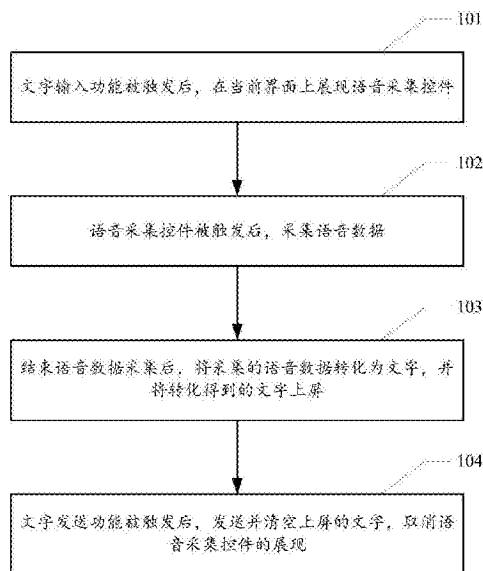 101
文字输入功能被触发后，在当前界面上展现语音采集控件
102
语音采集控件被触发后，采集语音数据
103
结束语音数据采集后，将采集的语音数据转化为文字，并
将转化得到的文字上屏
104
文字发送功能被触发后，发送并清空上屏的文字，取消语
音采集控件的展现